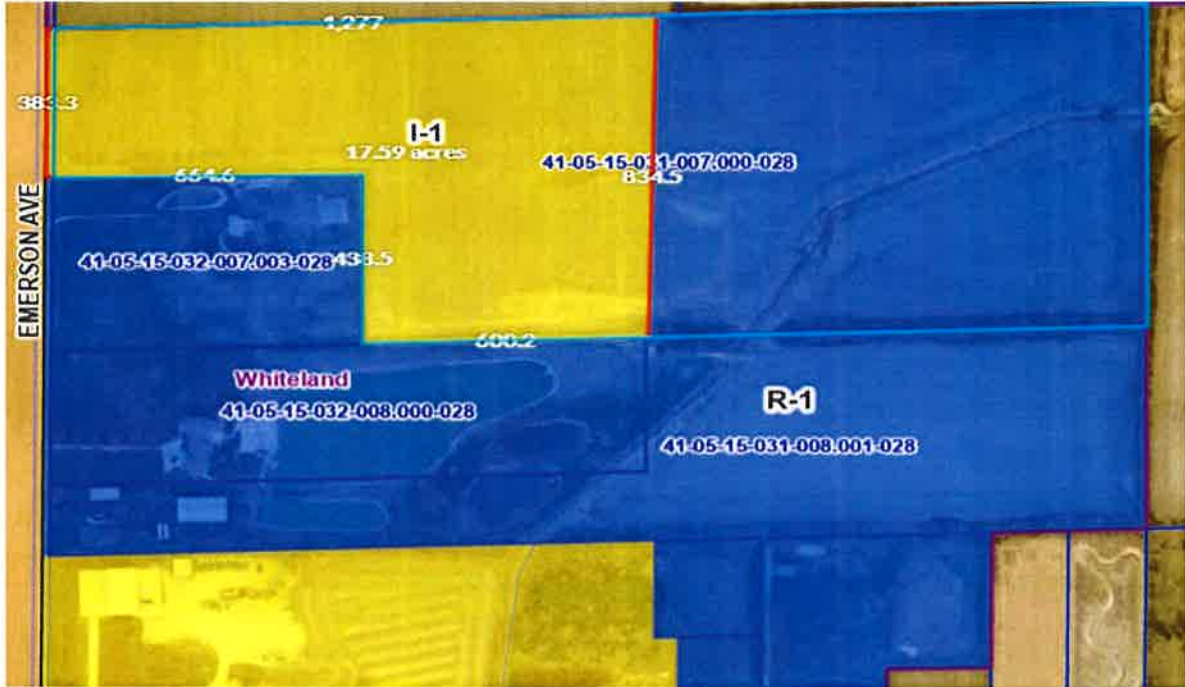 1,277
383.3
I-1
17.59 acres
41-05-15-031-007.000-028
664.6
834.5
EMERSON AVE
41-05-15-032-007.003-028
433.5
600.2
Whiteland
41-05-15-032-008.000-028
R-1
41-05-15-031-008.001-028